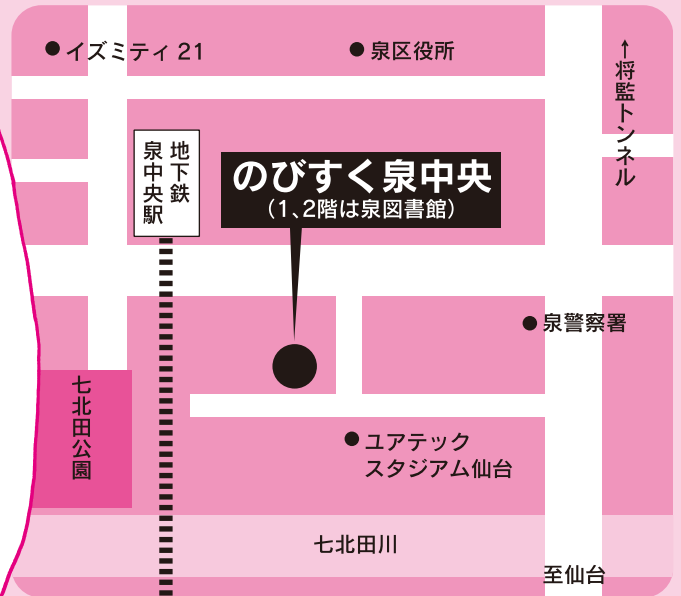 イズミティ 21
泉区役所
↑将監トンネル
地下鉄
泉中央駅
のびすく泉中央
（1、2階は泉図書館）
泉警察署
七北田公園
ユアテック
スタジアム仙台
七北田川
至仙台